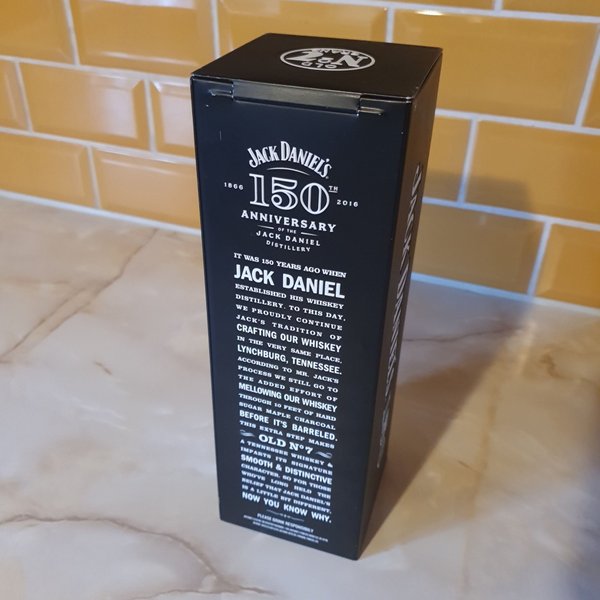 JACK DANIEL'S
1866 150TH 2016
ANNIVERSARY
OF THE
JACK DANIEL
DISTILLERY
IT WAS 150 YEARS AGO WHEN
JACK DANIEL
ESTABLISHED HIS WHISKEY
DISTILLERY. TO THIS DAY,
WE PROUDLY CONTINUE
JACK'S TRADITION OF
CRAFTING OUR WHISKEY
IN THE VERY SAME PLACE,
LYNCHBURG, TENNESSEE.
ACCORDING TO MR. JACK'S
PROCESS WE STILL GO TO
THE ADDED EFFORT OF
MELLOWING OUR WHISKEY
THROUGH 10 FEET OF HARD
SUGAR MAPLE CHARCOAL
BEFORE IT'S BARRELED.
THIS EXTRA STEP MAKES
OLD Nº 7
A TENNESSEE WHISKEY &
IMPARTS ITS SIGNATURE
SMOOTH & DISTINCTIVE
CHARACTER. SO FOR THOSE
WHO'VE LONG HELD THE
BELIEF THAT JACK DANIEL'S
IS A LITTLE BIT DIFFERENT,
NOW YOU KNOW WHY.
PLEASE DRINK RESPONSIBLY